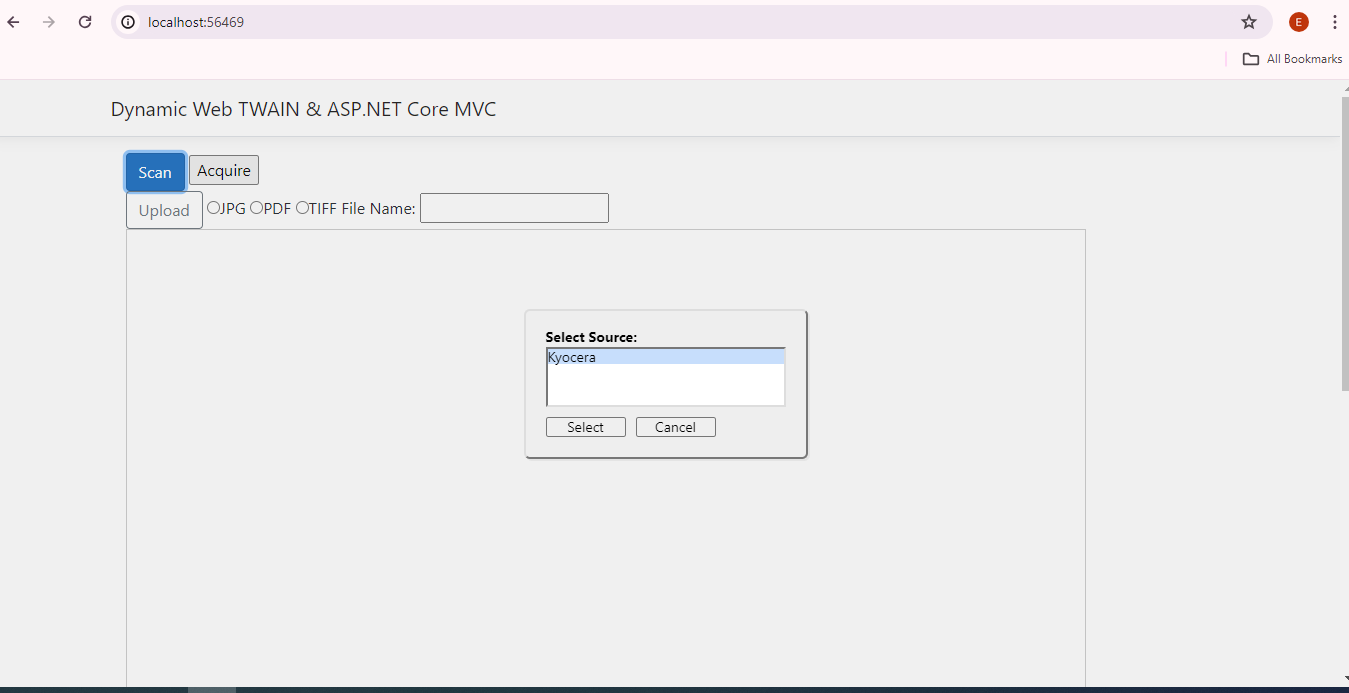 localhost:56469
E
All Bookmarks
Dynamic Web TWAIN & ASP.NET Core MVC
Scan Acquire
Upload JPG PDF TIFF File Name:
Select Source:
Kyocera
Select Cancel